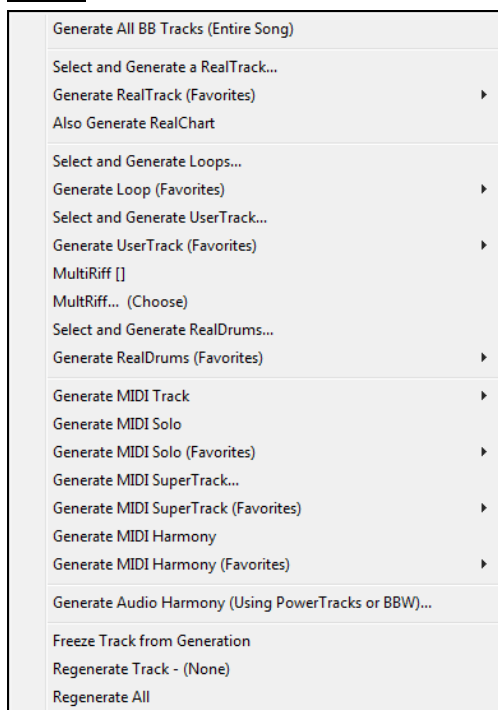 Generate All BB Tracks (Entire Song)
Select and Generate a RealTrack...
Generate RealTrack (Favorites)
Also Generate RealChart
Select and Generate Loops...
Generate Loop (Favorites)
Select and Generate UserTrack...
Generate UserTrack (Favorites)
MultiRiff []
MultRiff... (Choose)
Select and Generate RealDrums...
Generate RealDrums (Favorites)
Generate MIDI Track
Generate MIDI Solo
Generate MIDI Solo (Favorites)
Generate MIDI SuperTrack...
Generate MIDI SuperTrack (Favorites)
Generate MIDI Harmony
Generate MIDI Harmony (Favorites)
Generate Audio Harmony (Using PowerTracks or BBW)...
Freeze Track from Generation
Regenerate Track - (None)
Regenerate All